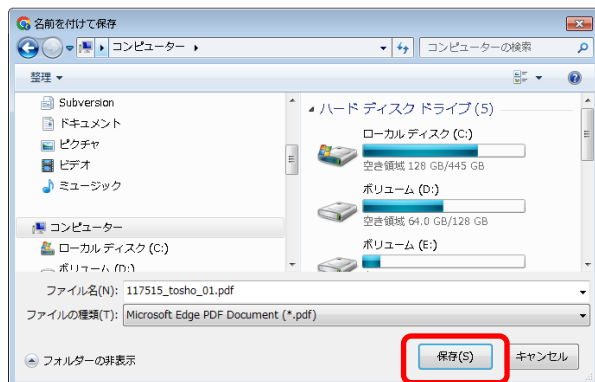 名前を付けて保存
コンピューター
コンピューターの検索
整理
Subversion
ドキュメント
ピクチャ
ビデオ
ミュージック
コンピューター
ローカル ディスク (C:)
ボリューム (D:)
ハード ディスク ドライブ (5)
ローカル ディスク (C:)
空き領域 128 GB/445 GB
ボリューム (D:)
空き領域 64.0 GB/128 GB
ボリューム (E:)
ファイル名(N): 117515_tosho_01.pdf
ファイルの種類(T): Microsoft Edge PDF Document (*.pdf)
フォルダーの非表示
保存(S)
キャンセル